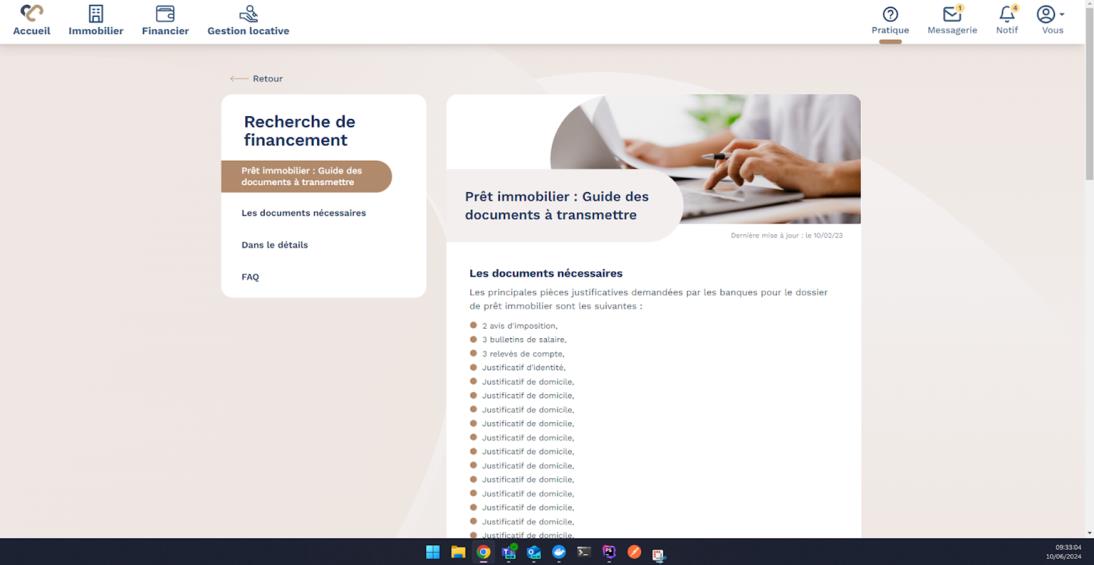 Accueil
Immobilier
Financier
Gestion locative
Pratique
1
Messagerie
4
Notif
Vous
Retour
Recherche de
financement
Prêt immobilier : Guide des
documents à transmettre
Les documents nécessaires
Dans le détails
FAQ
Prêt immobilier : Guide des
documents à transmettre
Dernière mise à jour : le 10/02/23
Les documents nécessaires
Les principales pièces justificatives demandées par les banques pour le dossier
de prêt immobilier sont les suivantes :
2 avis d'imposition,
3 bulletins de salaire,
3 relevés de compte,
Justificatif d'identité,
Justificatif de domicile,
Justificatif de domicile,
Justificatif de domicile,
Justificatif de domicile,
Justificatif de domicile,
Justificatif de domicile,
Justificatif de domicile,
Justificatif de domicile,
Justificatif de domicile,
Justificatif de domicile,
Justificatif de domicile,
Justificatif de domicile,
09:33:04
10/06/2024